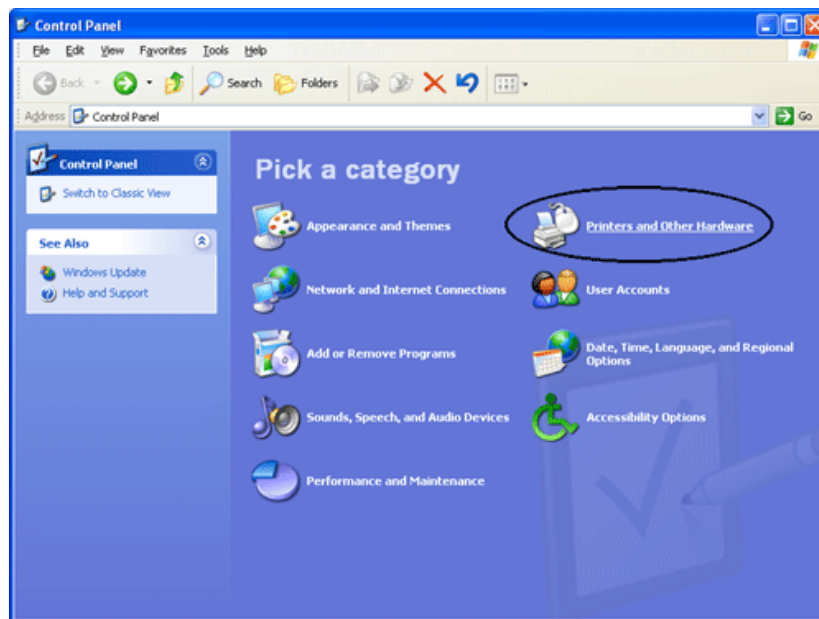 Control Panel
File Edit View Favorites Tools Help
Back Search Folders
Address Control Panel Go
Control Panel
Switch to Classic View
See Also
Windows Update
Help and Support
Pick a category
Appearance and Themes
Printers and Other Hardware
Network and Internet Connections
User Accounts
Add or Remove Programs
Date, Time, Language, and Regional
Options
Sounds, Speech, and Audio Devices
Accessibility Options
Performance and Maintenance